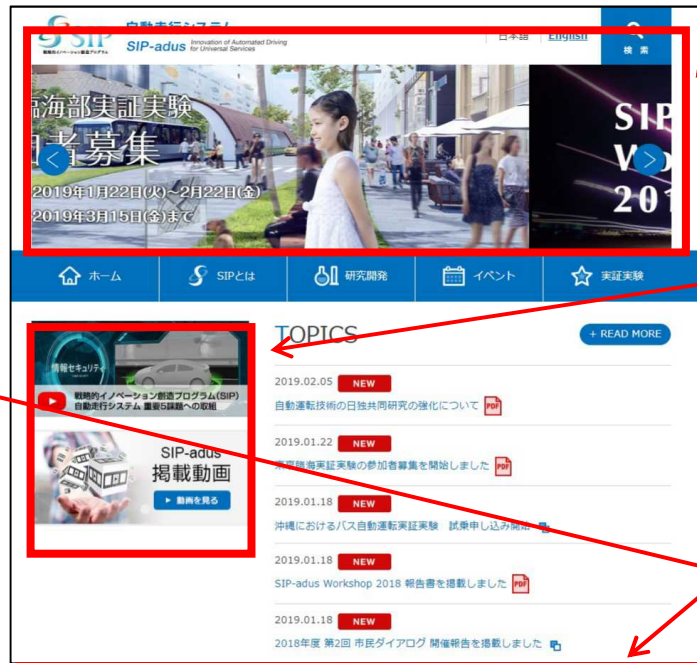 SIP
戦略的イノベーション創造プログラム
自動走行システム
SIP-adus Innovation of Automated Driving
for Universal Services
日本語
English
検索
臨海部実証実験
者募集
2019年1月22日(火)~2月22日(金)
2019年3月15日(金)まで
SIP
201
ホーム
SIPとは
研究開発
イベント
実証実験
情報セキュリティ
戦略的イノベーション創造プログラム(SIP)
自動走行システム 重要5課題への取組
SIP-adus
掲載動画
動画を見る
TOPICS
+ READ MORE
2019.02.05 NEW
自動運転技術の日独共同研究の強化について PDF
2019.01.22 NEW
東京臨海実証実験の参加者募集を開始しました PDF
2019.01.18 NEW
沖縄におけるバス自動運転実証実験 試乗申し込み開始
2019.01.18 NEW
SIP-adus Workshop 2018 報告書を掲載しました PDF
2019.01.18 NEW
2018年度 第2回 市民ダイアログ 開催報告を掲載しました